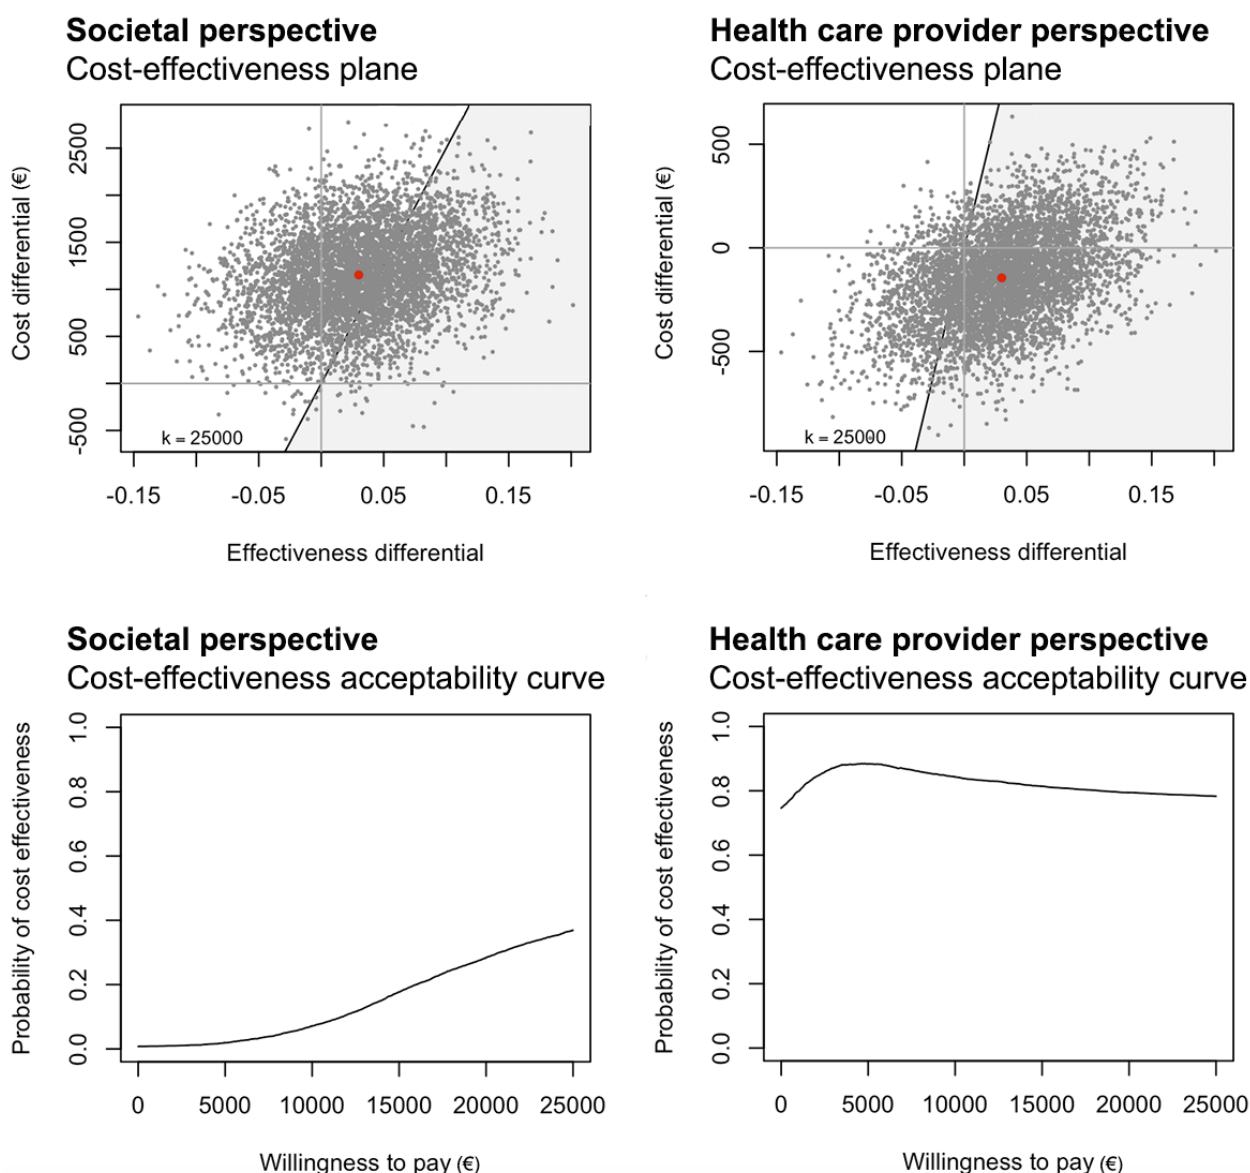 Societal perspective
Cost-effectiveness plane
Cost differential (€)
2500
1500
500
-500
k = 25000
-0.15 -0.05 0.05 0.15
Effectiveness differential
Health care provider perspective
Cost-effectiveness plane
Cost differential (€)
500
0
-500
k = 25000
-0.15 -0.05 0.05 0.15
Effectiveness differential
Societal perspective
Cost-effectiveness acceptability curve
Probability of cost effectiveness
1.0
0.8
0.6
0.4
0.2
0.0
0 5000 10000 15000 20000 25000
Willingness to pay (€)
Health care provider perspective
Cost-effectiveness acceptability curve
Probability of cost effectiveness
1.0
0.8
0.6
0.4
0.2
0.0
0 5000 10000 15000 20000 25000
Willingness to pay (€)